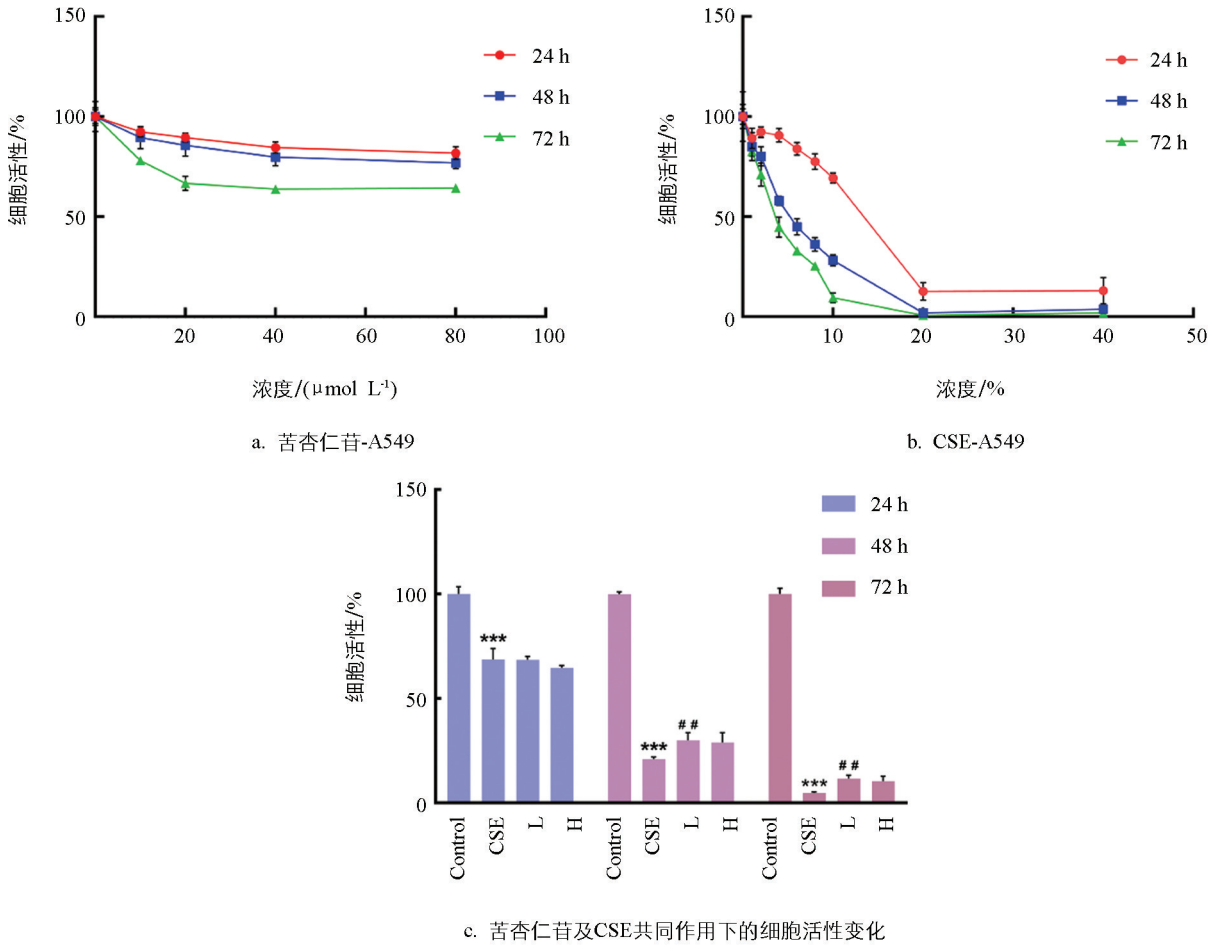 150
100
50
0
细胞活性/%
24 h
48 h
72 h
20 40 60 80 100
浓度/(μmol L-1)
a. 苦杏仁苷-A549
150
100
50
0
细胞活性/%
24 h
48 h
72 h
10 20 30 40 50
浓度/%
b. CSE-A549
150
100
50
0
细胞活性/%
24 h
48 h
72 h
***
***
##
***
##
Control CSE L H Control CSE L H Control CSE L H
c. 苦杏仁苷及CSE共同作用下的细胞活性变化